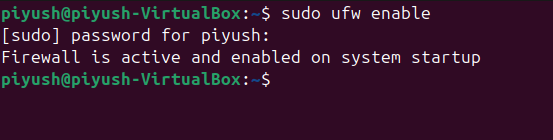 piyush@piyush-VirtualBox:~$ sudo ufw enable
[sudo] password for piyush:
Firewall is active and enabled on system startup
piyush@piyush-VirtualBox:~$